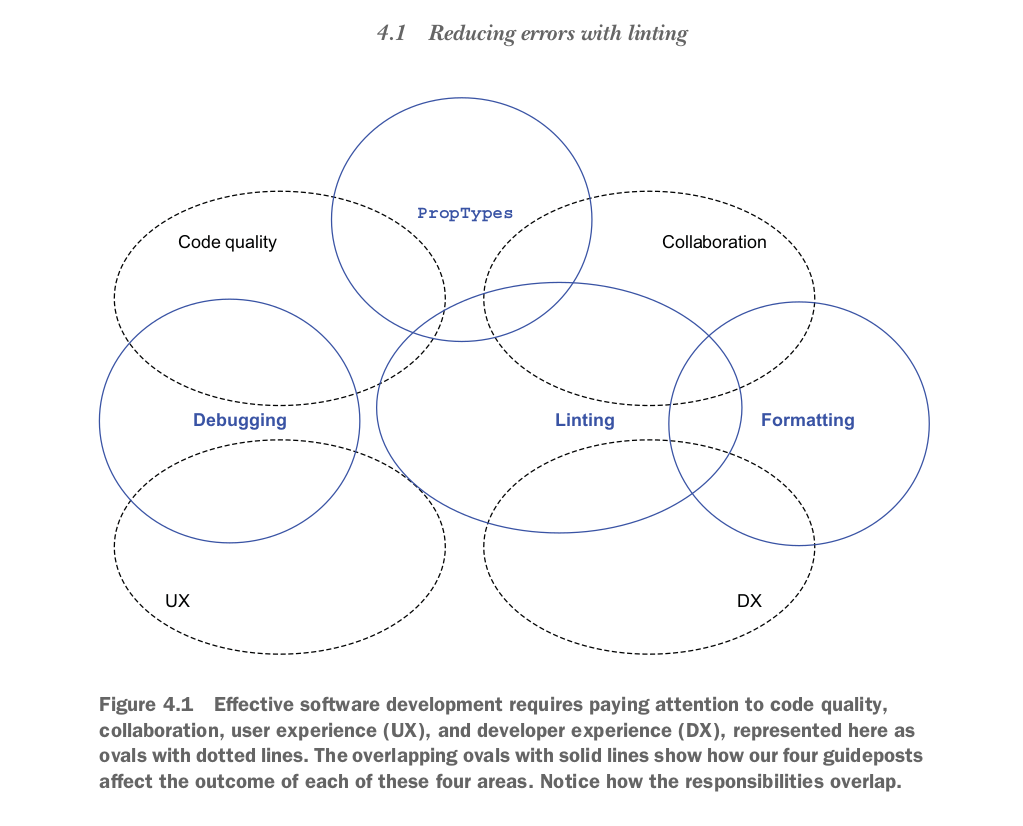 4.1 Reducing errors with linting
PropTypes
Code quality
Collaboration
Debugging
Linting
Formatting
UX
DX
Figure 4.1 Effective software development requires paying attention to code quality,
collaboration, user experience (UX), and developer experience (DX), represented here as
ovals with dotted lines. The overlapping ovals with solid lines show how our four guideposts
affect the outcome of each of these four areas. Notice how the responsibilities overlap.